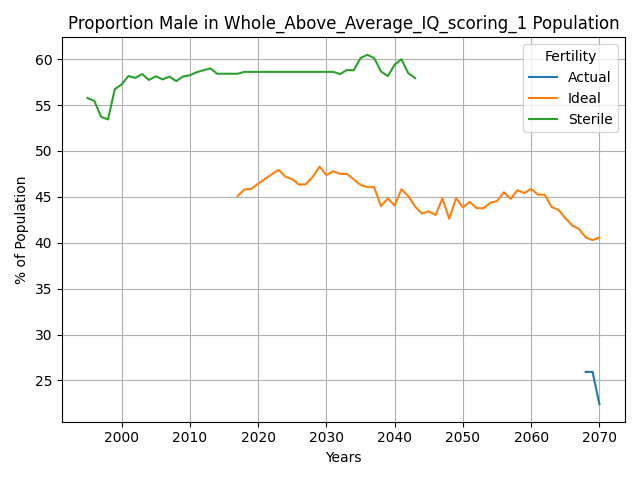 Proportion Male in Whole_Above_Average_IQ_scoring_1 Population
Fertility
Actual
Ideal
Sterile
% of Population
60
55
50
45
40
35
30
25
2000 2010 2020 2030 2040 2050 2060 2070
Years